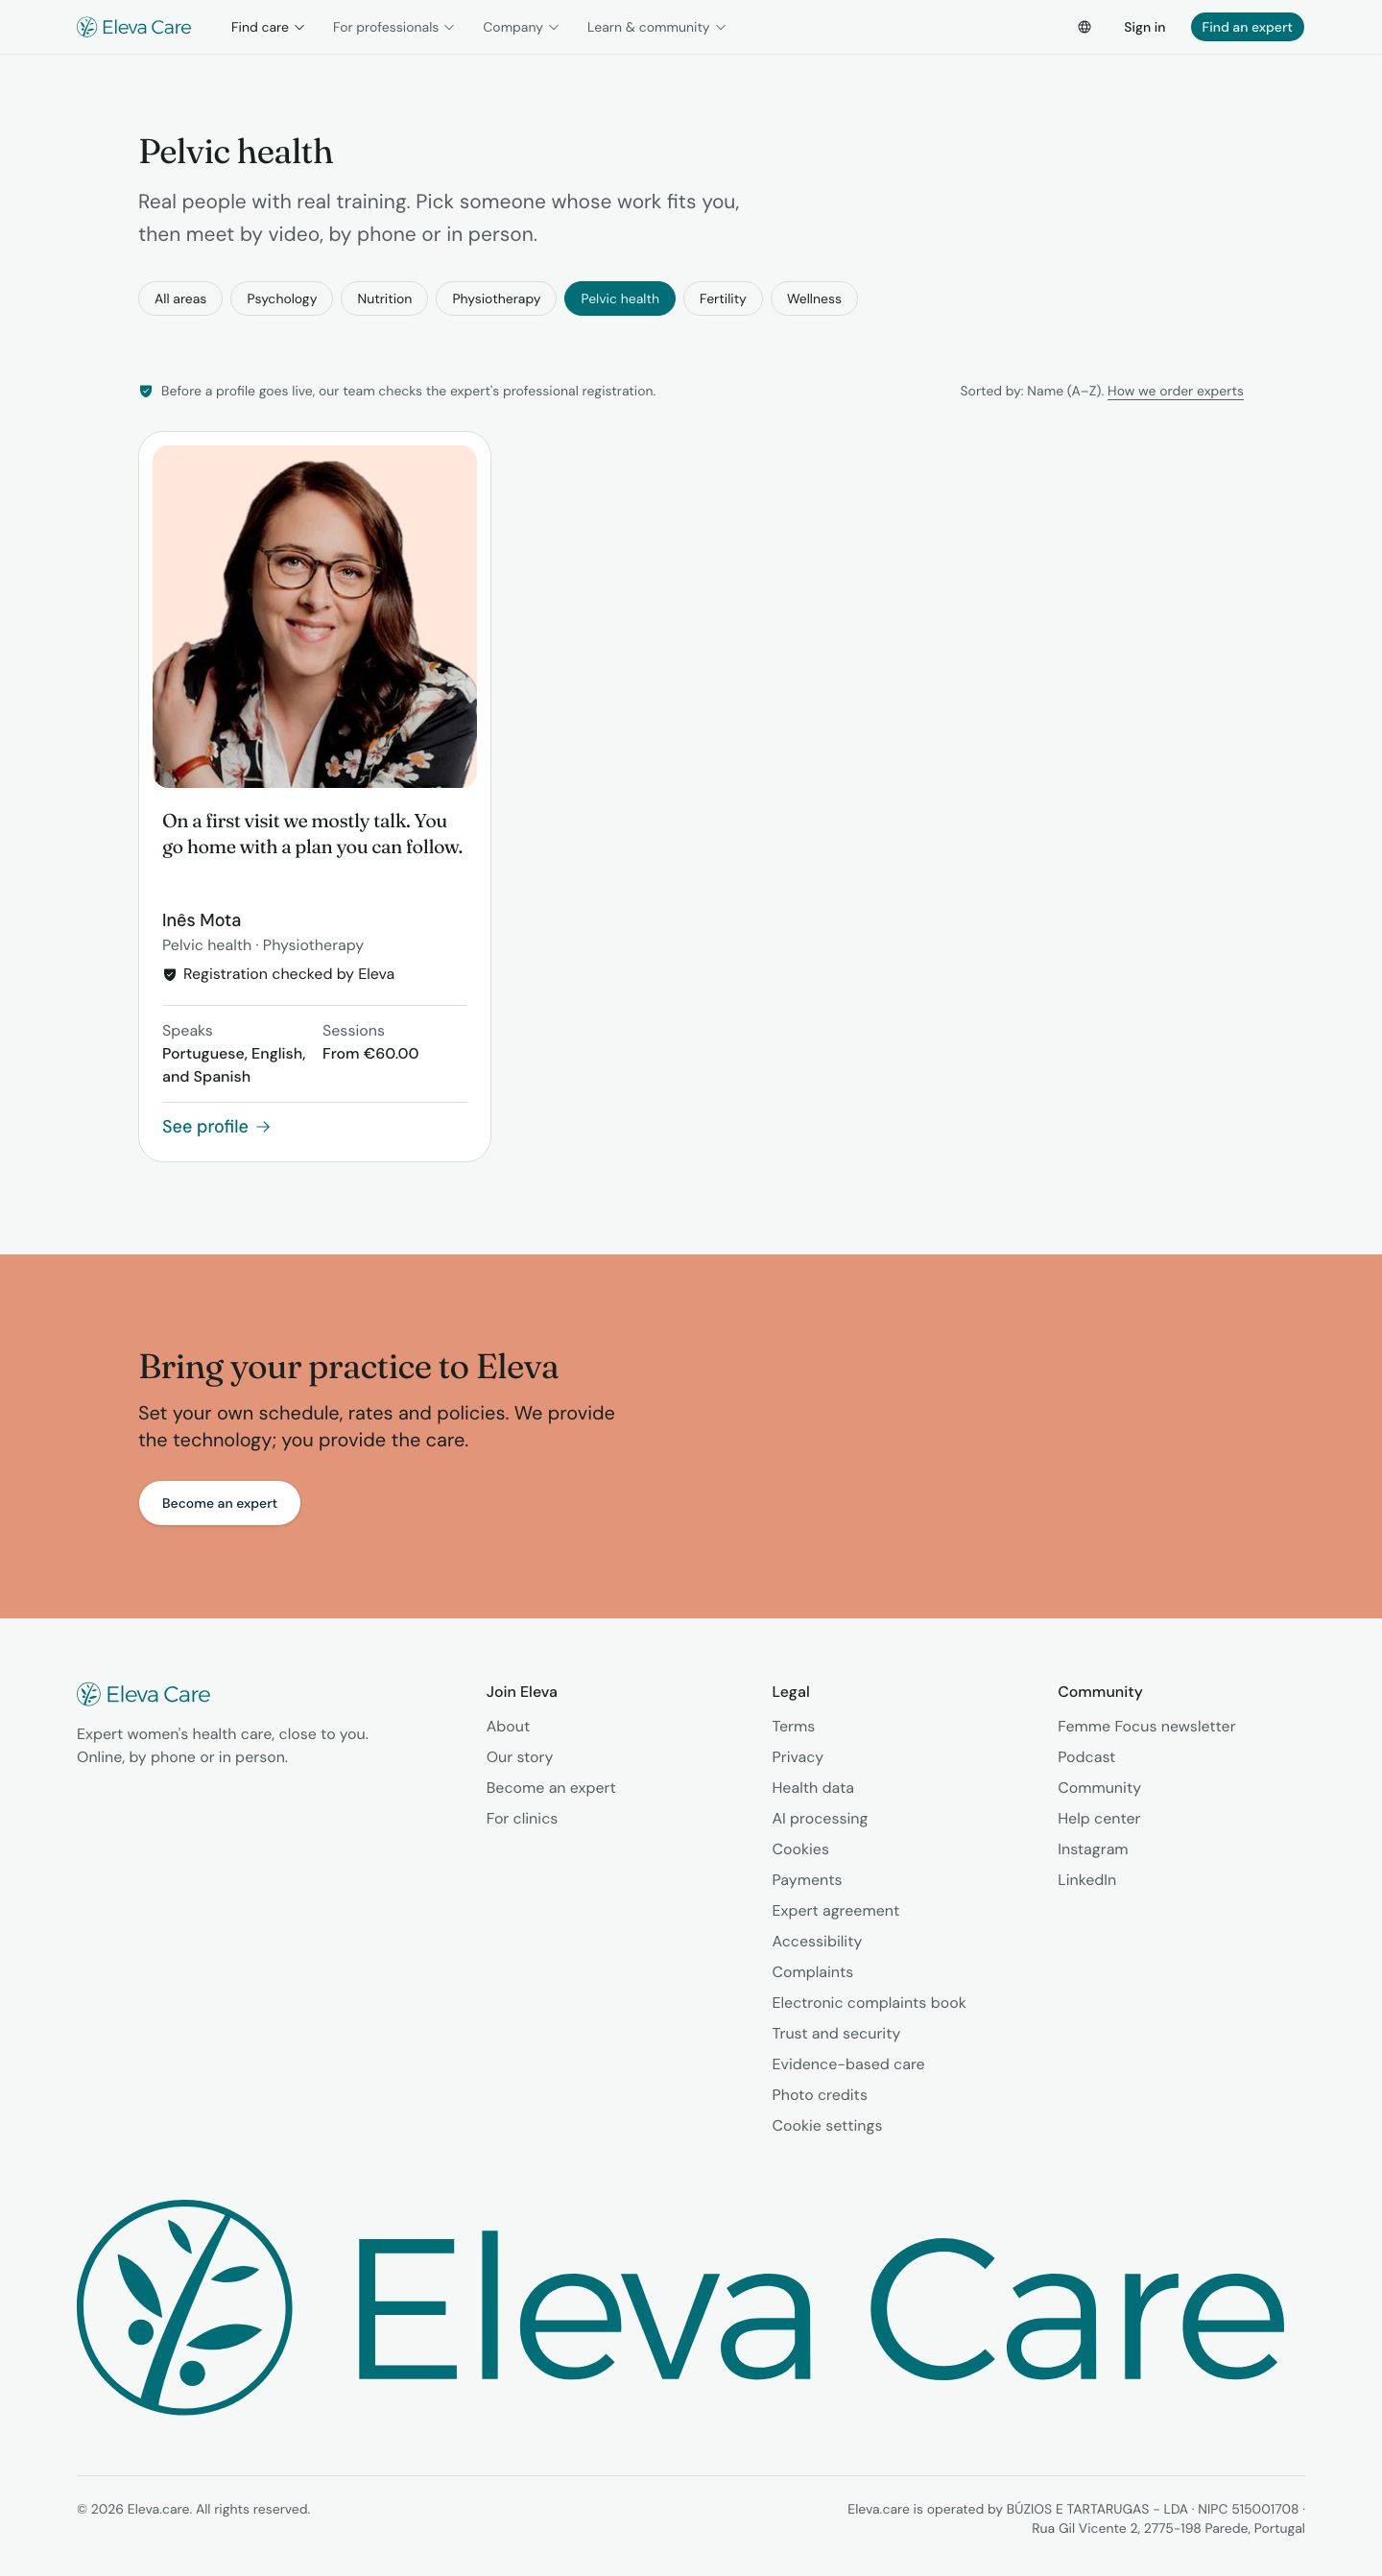 Eleva Care
Find care
For professionals
Company
Learn & community
Sign in
Find an expert
Pelvic health
Real people with real training. Pick someone whose work fits you,
then meet by video, by phone or in person.
All areas
Psychology
Nutrition
Physiotherapy
Pelvic health
Fertility
Wellness
Before a profile goes live, our team checks the expert's professional registration.
Sorted by: Name (A–Z). How we order experts
On a first visit we mostly talk. You
go home with a plan you can follow.
Inês Mota
Pelvic health · Physiotherapy
Registration checked by Eleva
Speaks
Portuguese, English,
and Spanish
Sessions
From €60.00
See profile →
Bring your practice to Eleva
Set your own schedule, rates and policies. We provide
the technology; you provide the care.
Become an expert
Eleva Care
Expert women's health care, close to you.
Online, by phone or in person.
Join Eleva
About
Our story
Become an expert
For clinics
Legal
Terms
Privacy
Health data
AI processing
Cookies
Payments
Expert agreement
Accessibility
Complaints
Electronic complaints book
Trust and security
Evidence-based care
Photo credits
Cookie settings
Community
Femme Focus newsletter
Podcast
Community
Help center
Instagram
LinkedIn
Eleva Care
© 2026 Eleva.care. All rights reserved.
Eleva.care is operated by BÚZIOS E TARTARUGAS - LDA · NIPC 515001708 ·
Rua Gil Vicente 2, 2775-198 Parede, Portugal